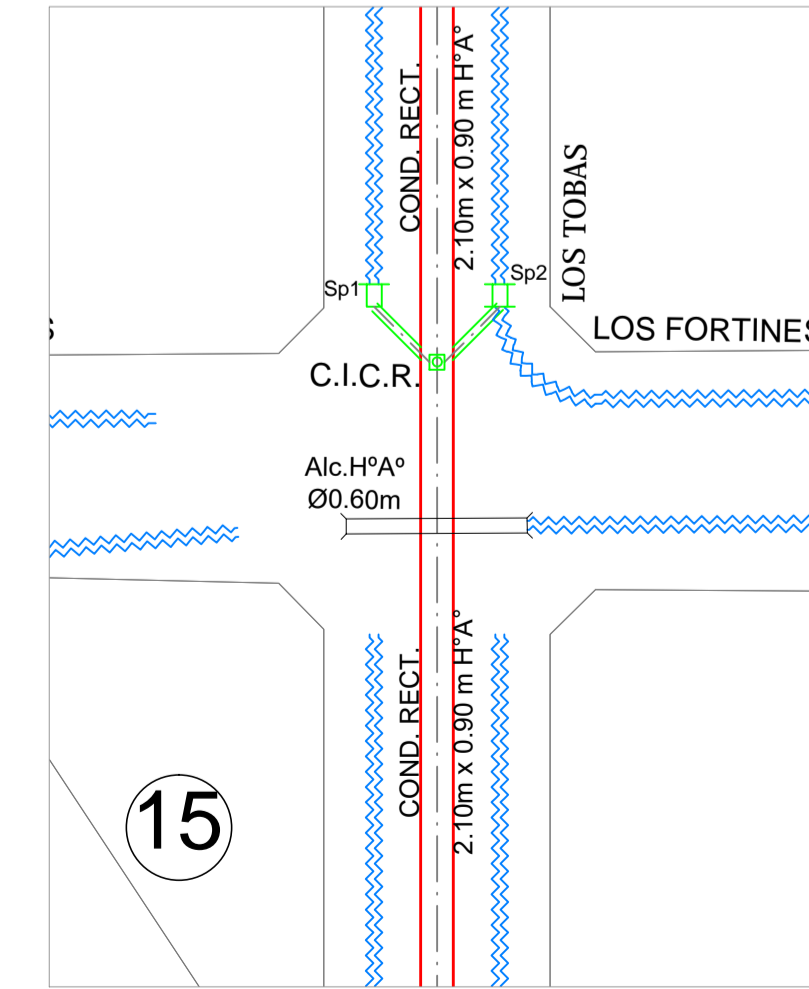 COND. RECT.
2.10m x 0.90 m HºAº
LOS TOBAS
Sp1
Sp2
S
LOS FORTINES
C.I.C.R.
Alc.HºAº
Ø0.60m
COND. RECT.
2.10m x 0.90 m HºAº
15